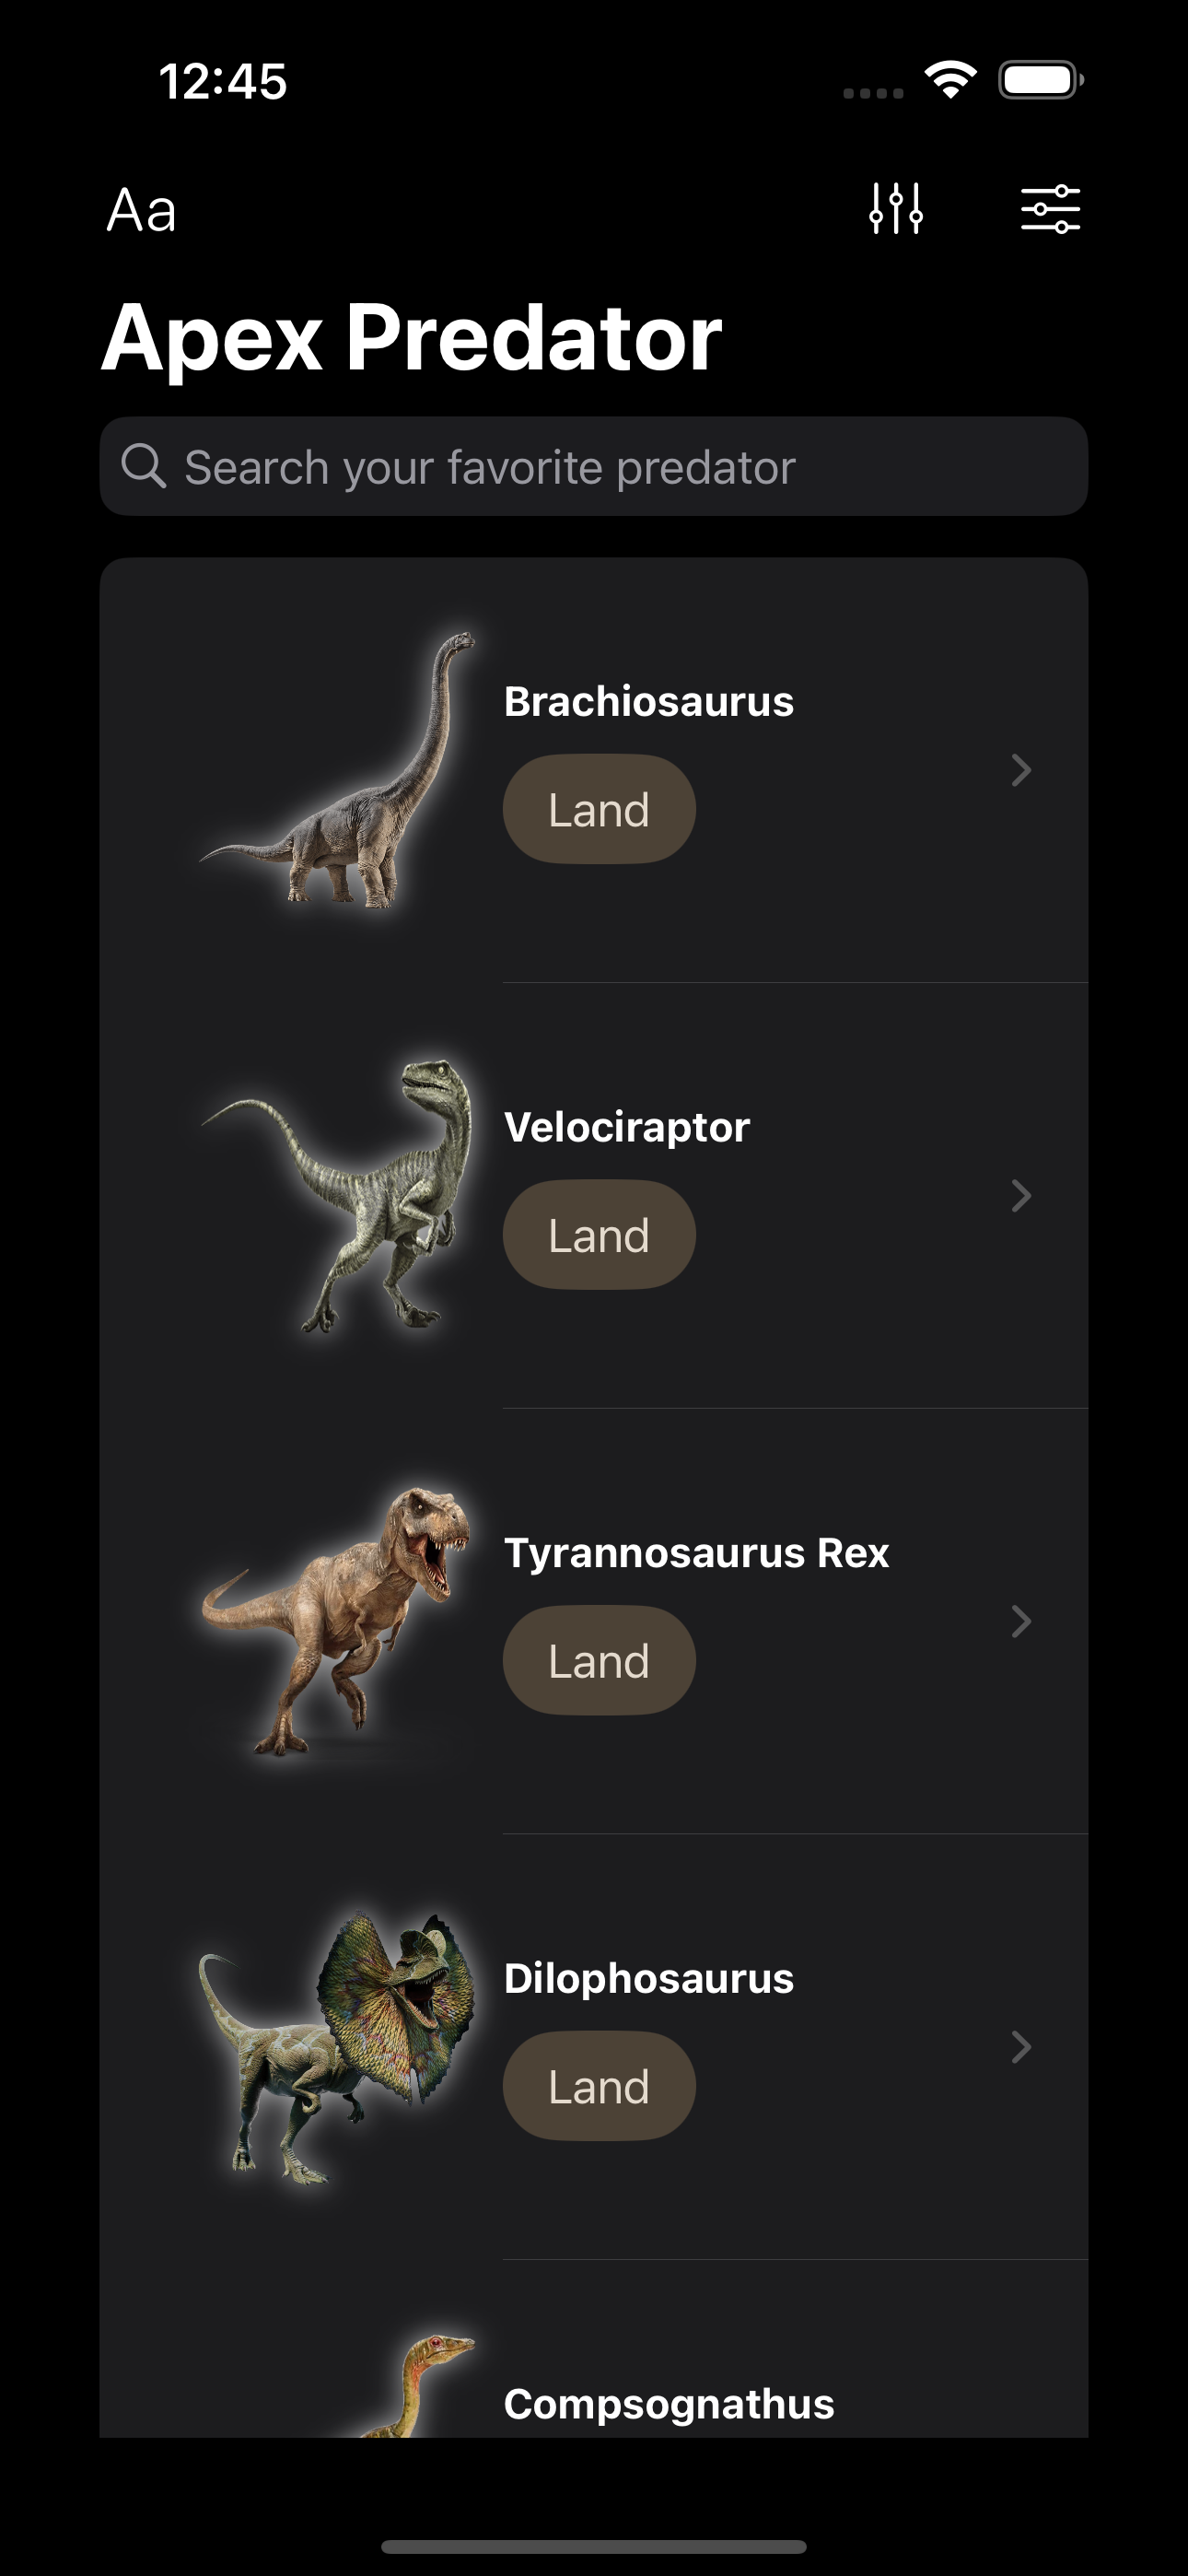 12:45
Aa
Apex Predator
Search your favorite predator
Brachiosaurus
Land
Velociraptor
Land
Tyrannosaurus Rex
Land
Dilophosaurus
Land
Compsognathus